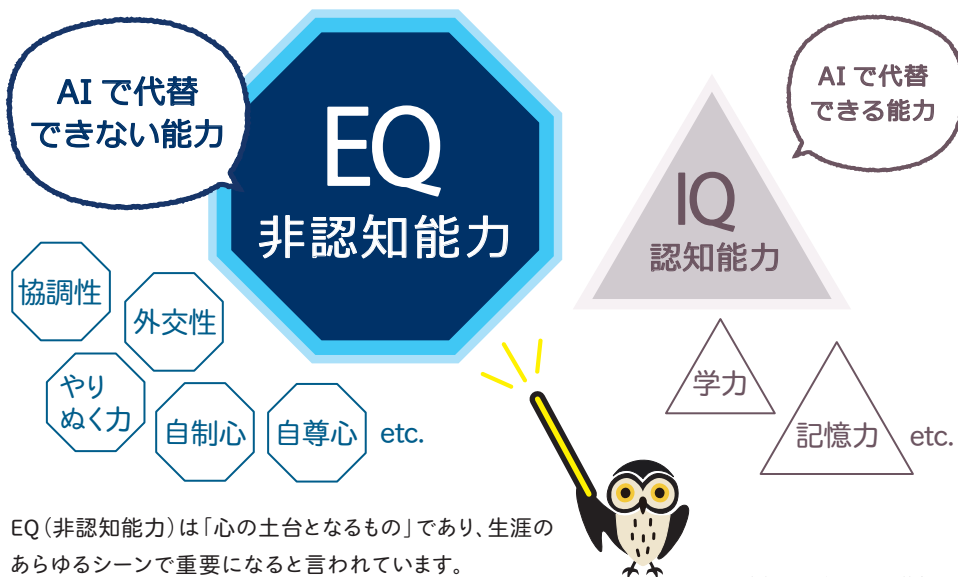 AI で代替
できない能力
EQ
非認知能力
AI で代替
できる能力
IQ
認知能力
協調性
外交性
やり
ぬく力
自制心
自尊心
etc.
学力
記憶力
etc.
EQ（非認知能力）は「心の土台となるもの」であり、生涯の
あらゆるシーンで重要になると言われています。